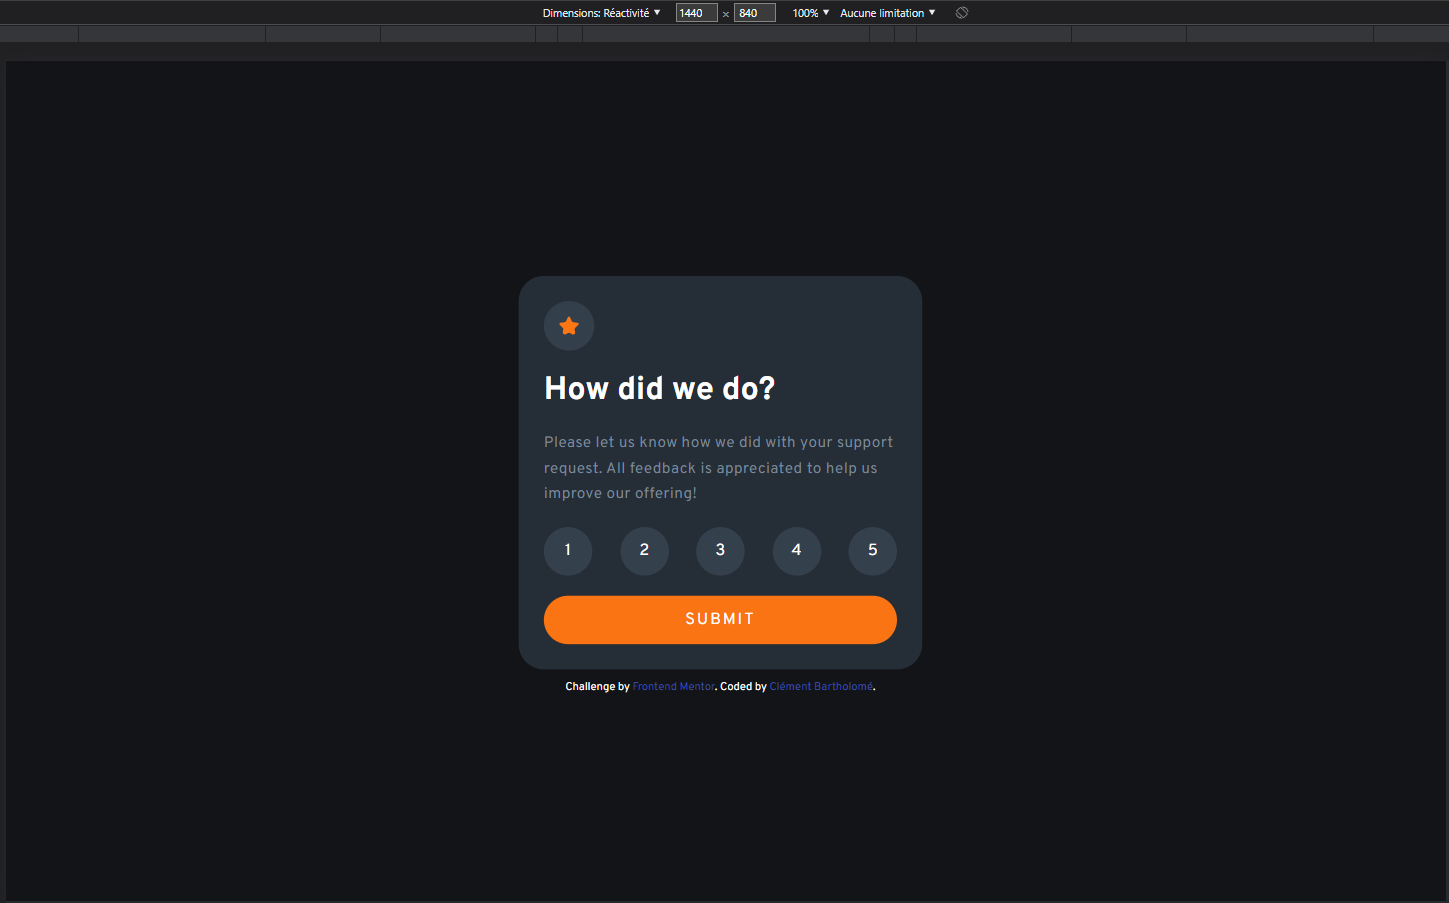 Dimensions: Réactivité ▼ 1440 × 840 100% ▼ Aucune limitation ▼
How did we do?
Please let us know how we did with your support
request. All feedback is appreciated to help us
improve our offering!
1 2 3 4 5
SUBMIT
Challenge by Frontend Mentor. Coded by Clément Bartholomé.